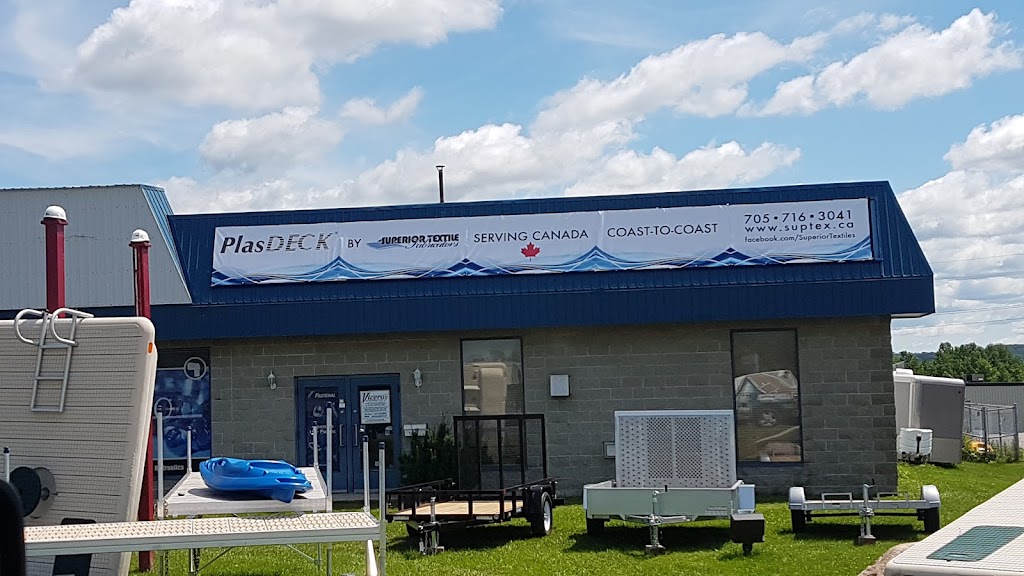 PlasDECK BY SUPERIOR TEXTILE Fabricators SERVING CANADA COAST-TO-COAST
705•716•3041
www.suptex.ca
facebook.com/SuperiorTextiles
Viceroy